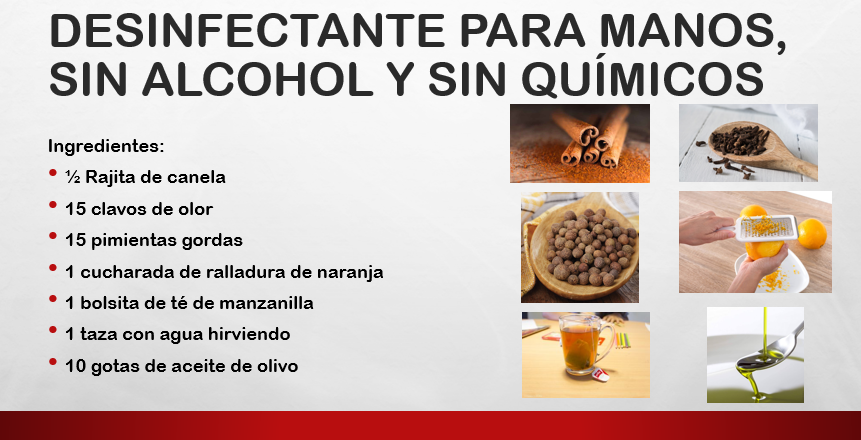 DESINFECTANTE PARA MANOS,
SIN ALCOHOL Y SIN QUÍMICOS
Ingredientes:
• ½ Rajita de canela
• 15 clavos de olor
• 15 pimientas gordas
• 1 cucharada de ralladura de naranja
• 1 bolsita de té de manzanilla
• 1 taza con agua hirviendo
• 10 gotas de aceite de olivo